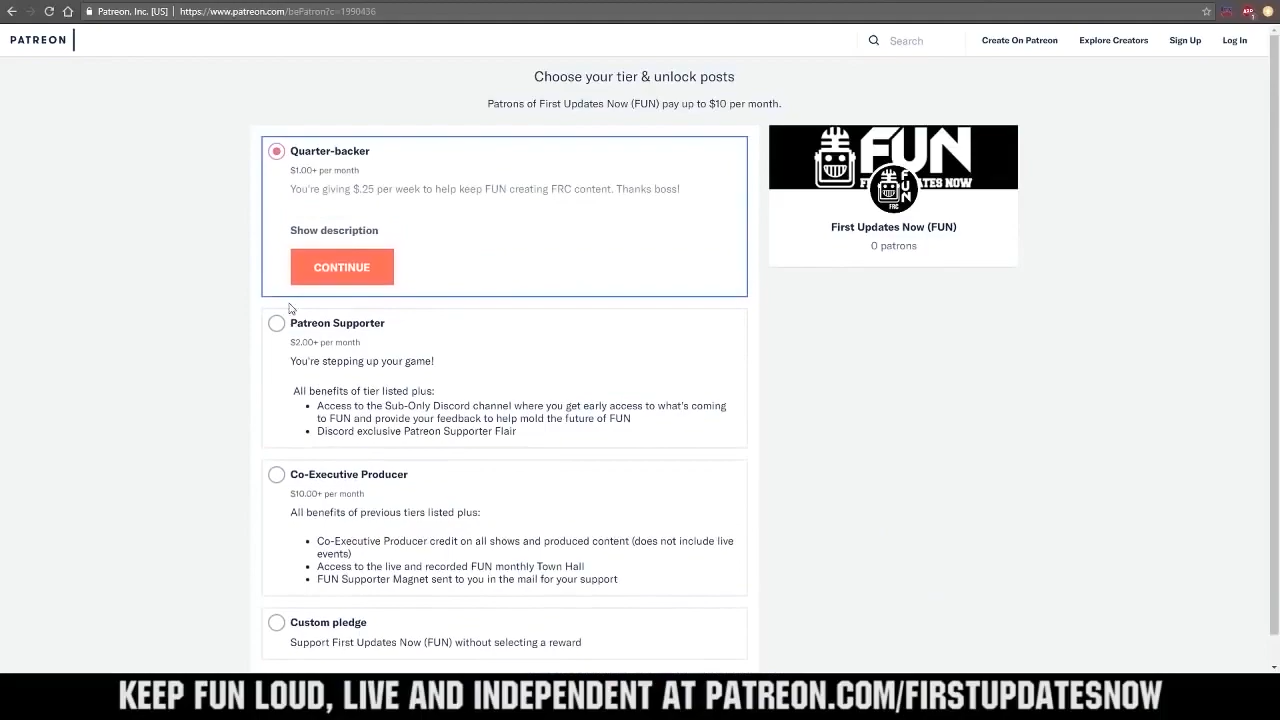 Patreon, Inc. [US] | https://www.patreon.com/bePatron?c=1990436
PATREON
Search
Create On Patreon
Explore Creators
Sign Up
Log In
Choose your tier & unlock posts
Patrons of First Updates Now (FUN) pay up to $10 per month.
Quarter-backer
$1.00+ per month
You're giving $.25 per week to help keep FUN creating FRC content. Thanks boss!
Show description
CONTINUE
FUN
FIRST UPDATES NOW
FUN
FRC
First Updates Now (FUN)
0 patrons
Patreon Supporter
$2.00+ per month
You're stepping up your game!
All benefits of tier listed plus:
• Access to the Sub-Only Discord channel where you get early access to what's coming
to FUN and provide your feedback to help mold the future of FUN
• Discord exclusive Patreon Supporter Flair
Co-Executive Producer
$10.00+ per month
All benefits of previous tiers listed plus:
• Co-Executive Producer credit on all shows and produced content (does not include live
events)
• Access to the live and recorded FUN monthly Town Hall
• FUN Supporter Magnet sent to you in the mail for your support
Custom pledge
Support First Updates Now (FUN) without selecting a reward
KEEP FUN LOUD, LIVE AND INDEPENDENT AT PATREON.COM/FIRSTUPDATESNOW